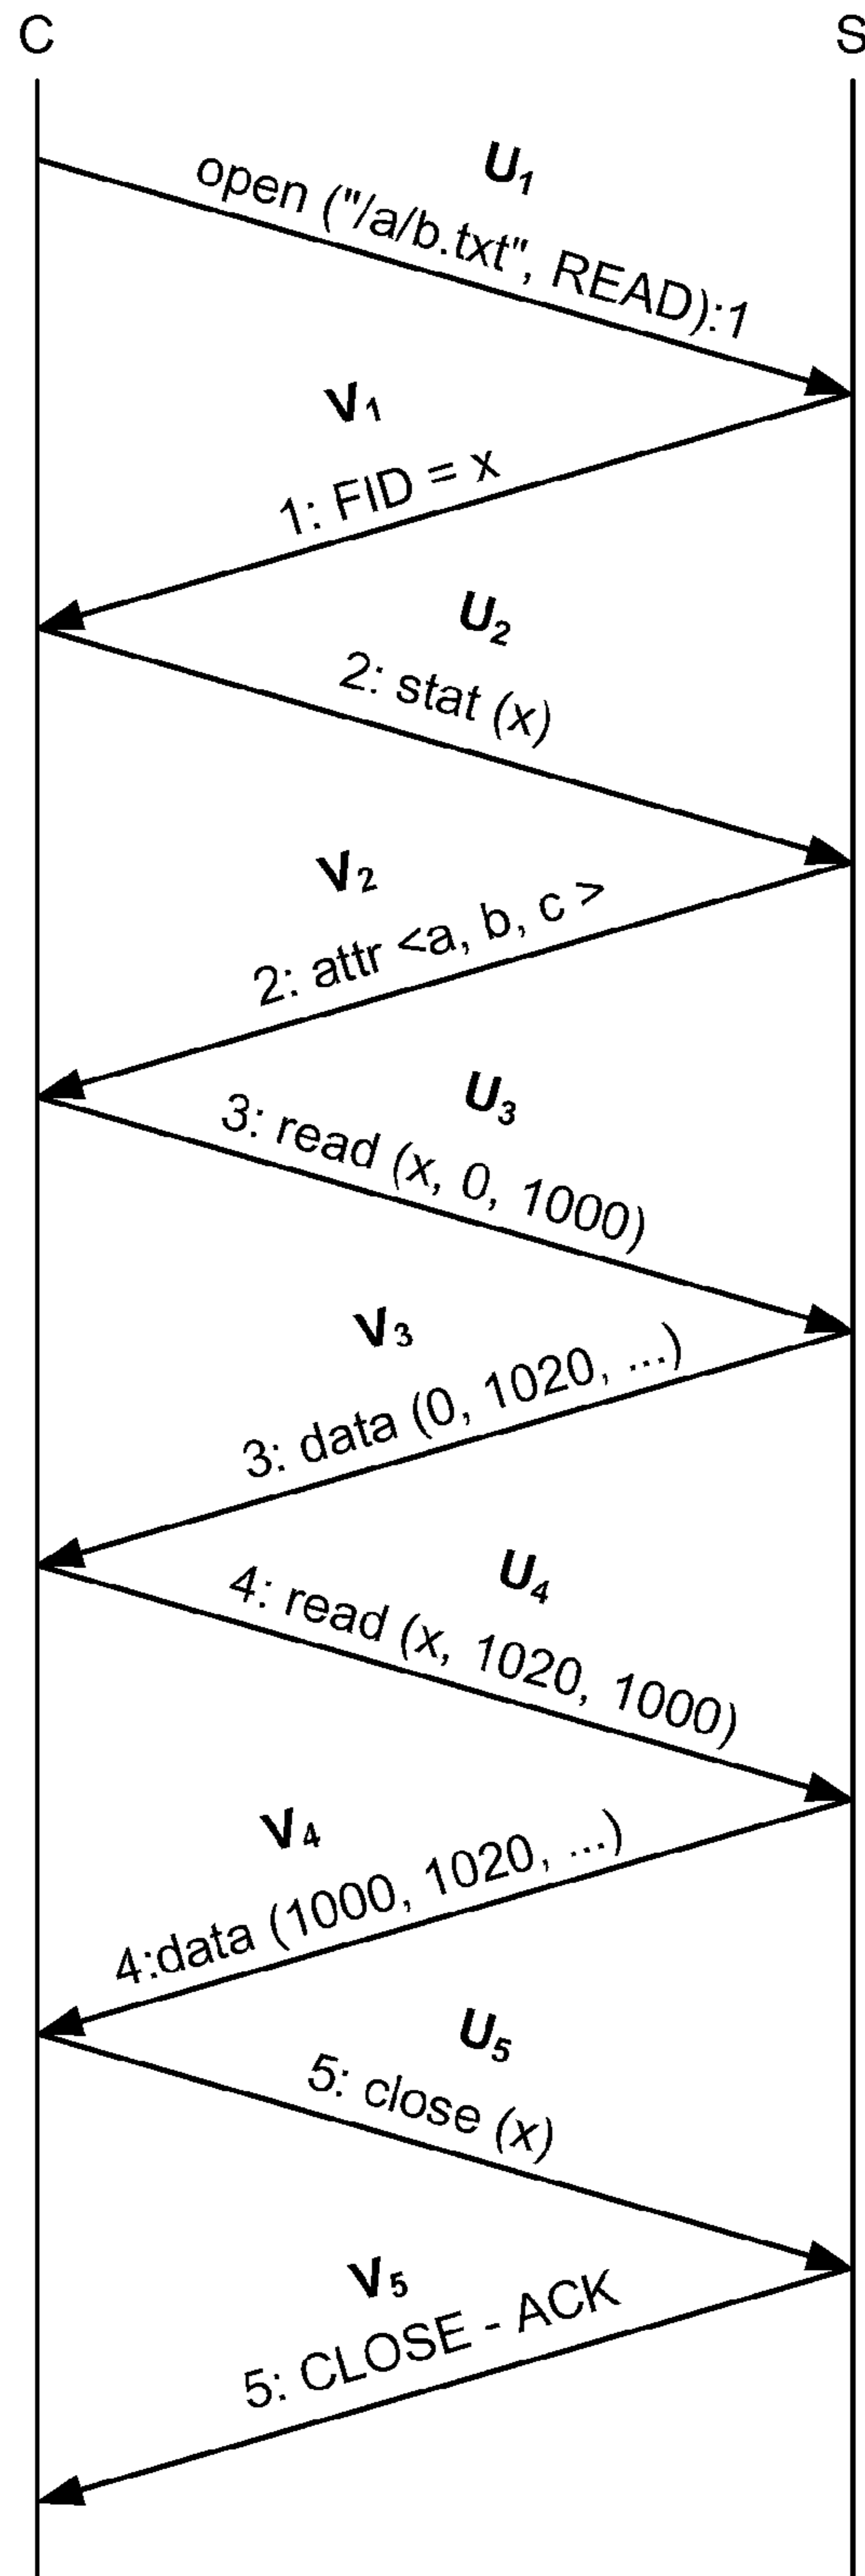 C
S
U₁
open ("/a/b.txt", READ):1
V₁
1: FID = x
U₂
2: stat (x)
V₂
2: attr <a, b, c >
U₃
3: read (x, 0, 1000)
V₃
3: data (0, 1020, ...)
U₄
4: read (x, 1020, 1000)
V₄
4:data (1000, 1020, ...)
U₅
5: close (x)
V₅
5: CLOSE - ACK